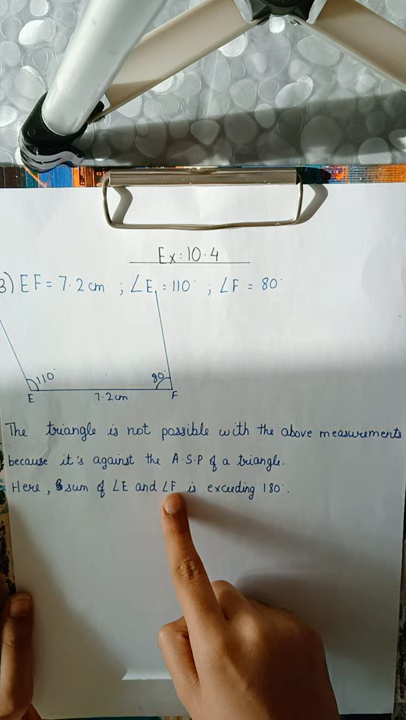 Ex:10.4
3) EF = 7.2 cm ; ∠E = 110° ; ∠F = 80°
110°
80°
E
7.2cm
F
The triangle is not possible with the above measurements
because it's against the A.S.P of a triangle.
Here, sum of ∠E and ∠F is exceeding 180°.